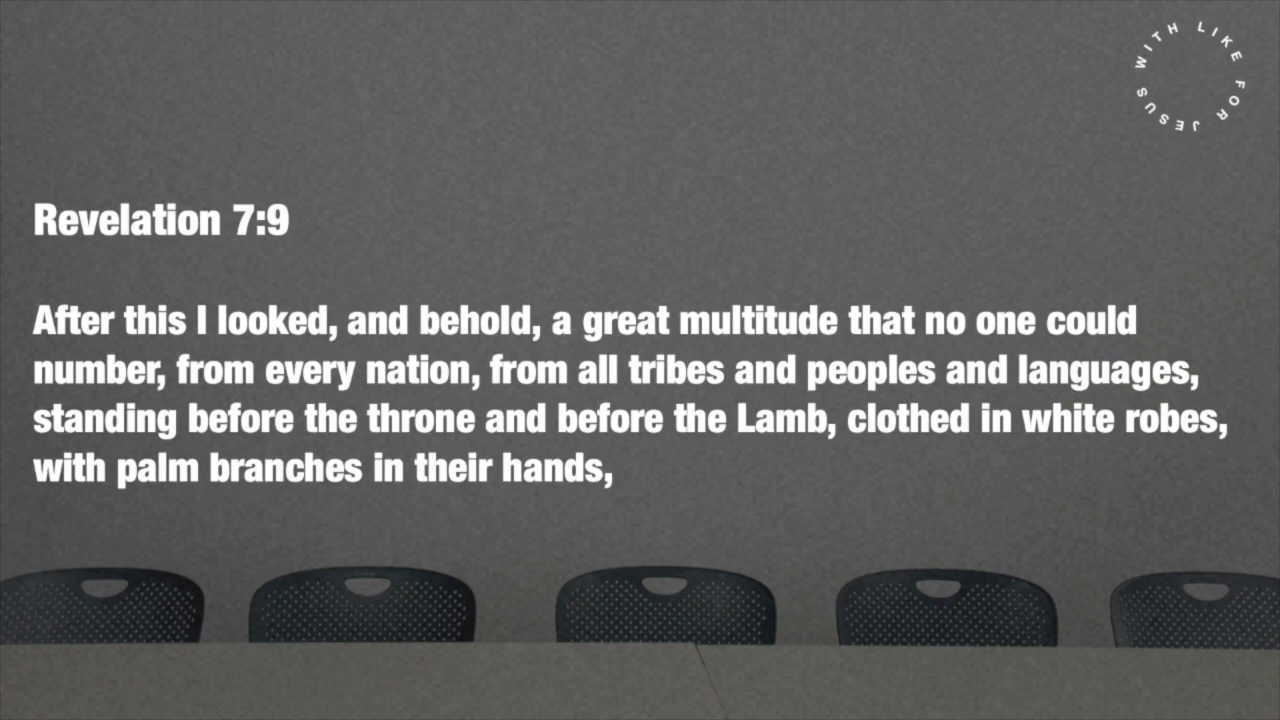 WITH LIKE FOR JESUS
Revelation 7:9
After this I looked, and behold, a great multitude that no one could
number, from every nation, from all tribes and peoples and languages,
standing before the throne and before the Lamb, clothed in white robes,
with palm branches in their hands,